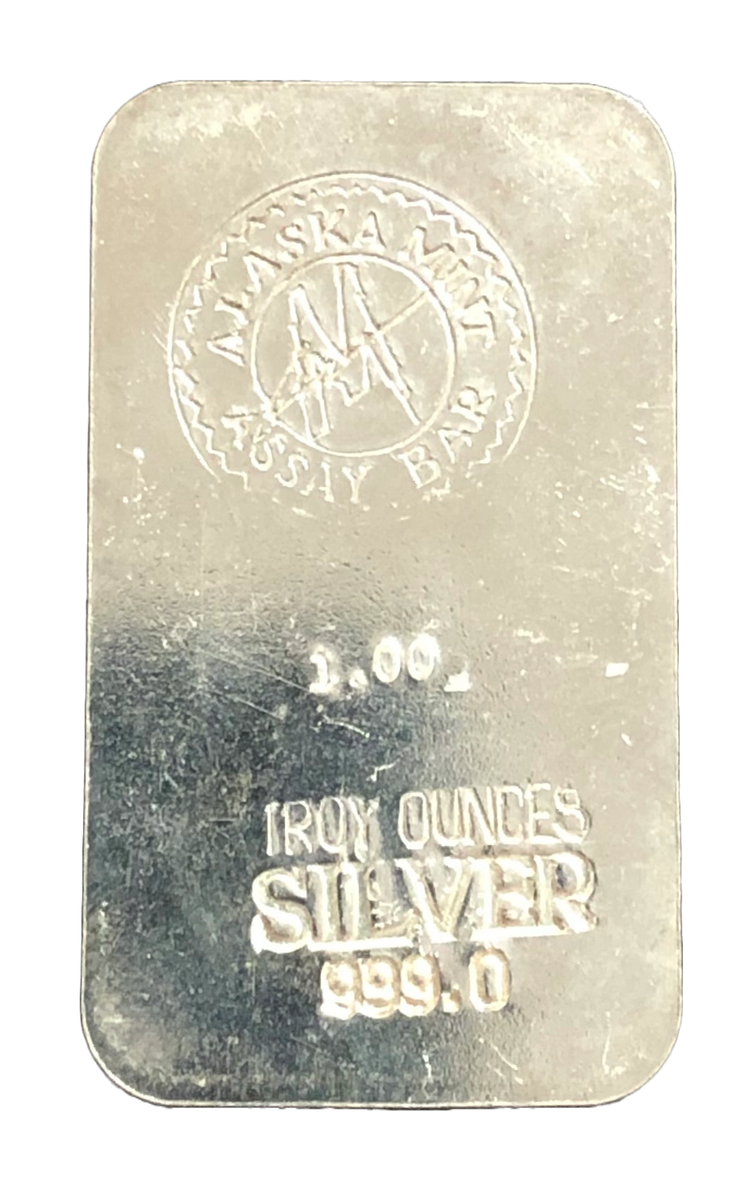 ALASKA MINT
ASSAY BAR
1.00
TROY OUNCES
SILVER
999.0